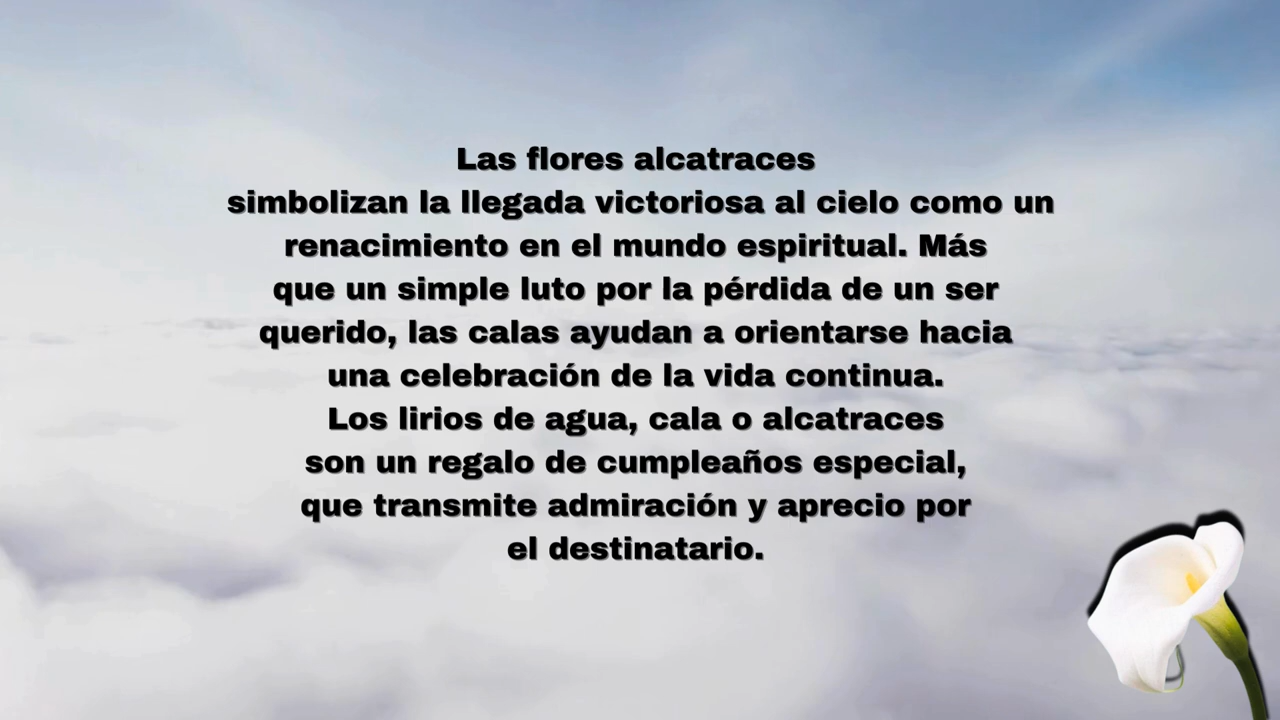 Las flores alcatraces
simbolizan la llegada victoriosa al cielo como un
renacimiento en el mundo espiritual. Más
que un simple luto por la pérdida de un ser
querido, las calas ayudan a orientarse hacia
una celebración de la vida continua.
Los lirios de agua, cala o alcatraces
son un regalo de cumpleaños especial,
que transmite admiración y aprecio por
el destinatario.